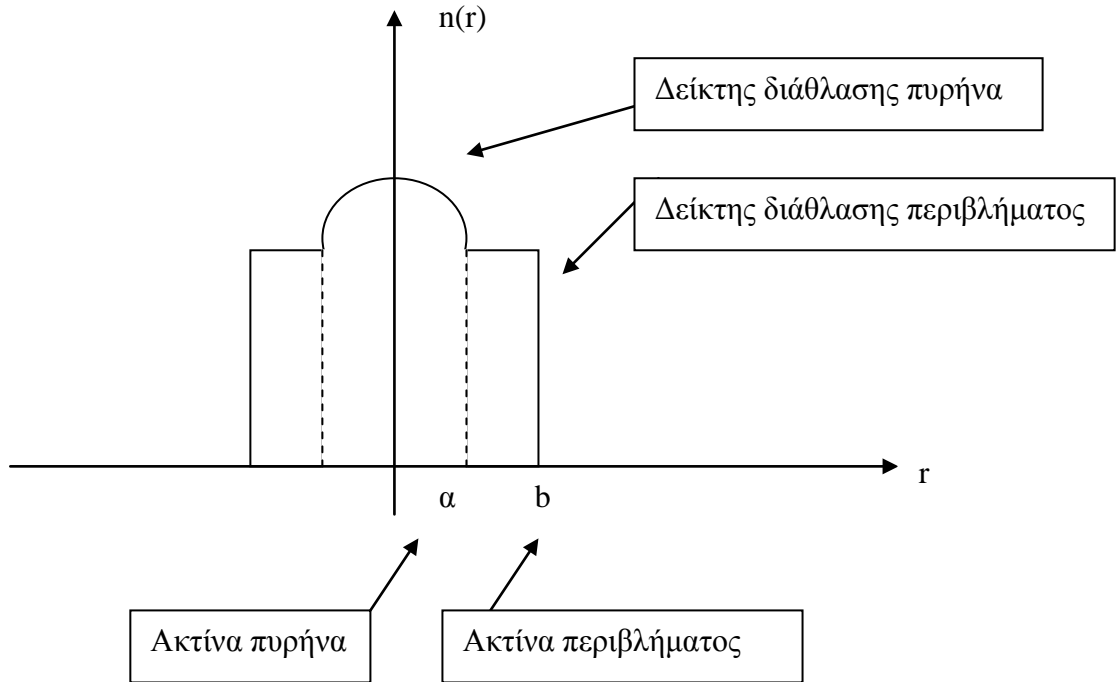 n(r)
Δείκτης διάθλασης πυρήνα
Δείκτης διάθλασης περιβλήματος
r
α
b
Ακτίνα πυρήνα
Ακτίνα περιβλήματος